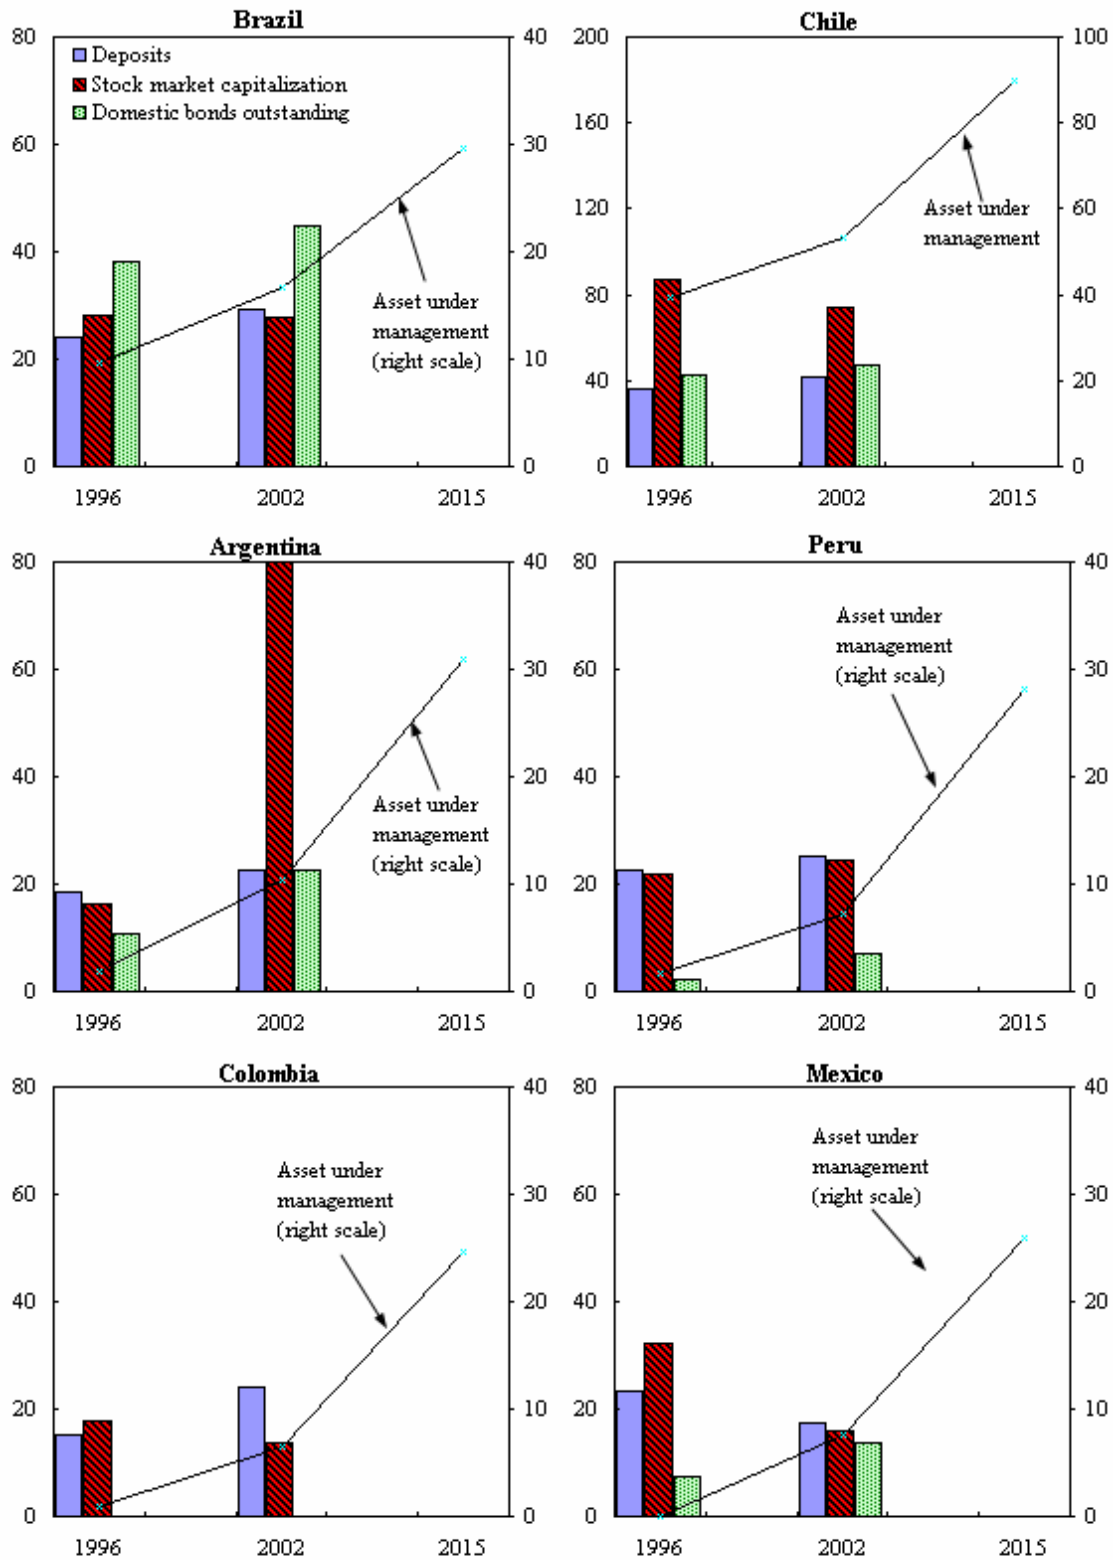 Brazil
80
60
40
20
0
40
30
20
10
0
Deposits
Stock market capitalization
Domestic bonds outstanding
Asset under
management
(right scale)
1996 2002 2015
Chile
200
160
120
80
40
0
100
80
60
40
20
0
Asset under
management
1996 2002 2015
Argentina
80
60
40
20
0
40
30
20
10
0
Asset under
management
(right scale)
1996 2002 2015
Peru
80
60
40
20
0
40
30
20
10
0
Asset under
management
(right scale)
1996 2002 2015
Colombia
80
60
40
20
0
40
30
20
10
0
Asset under
management
(right scale)
1996 2002 2015
Mexico
80
60
40
20
0
40
30
20
10
0
Asset under
management
(right scale)
1996 2002 2015